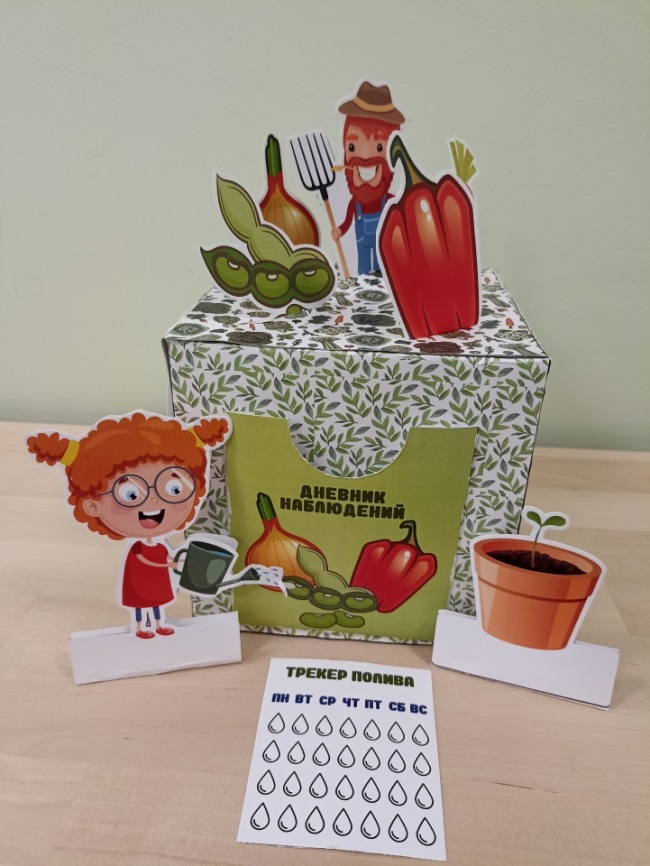 ДНЕВНИК
НАБЛЮДЕНИЙ
ТРЕКЕР ПОЛИВА
ПН ВТ СР ЧТ ПТ СБ ВС